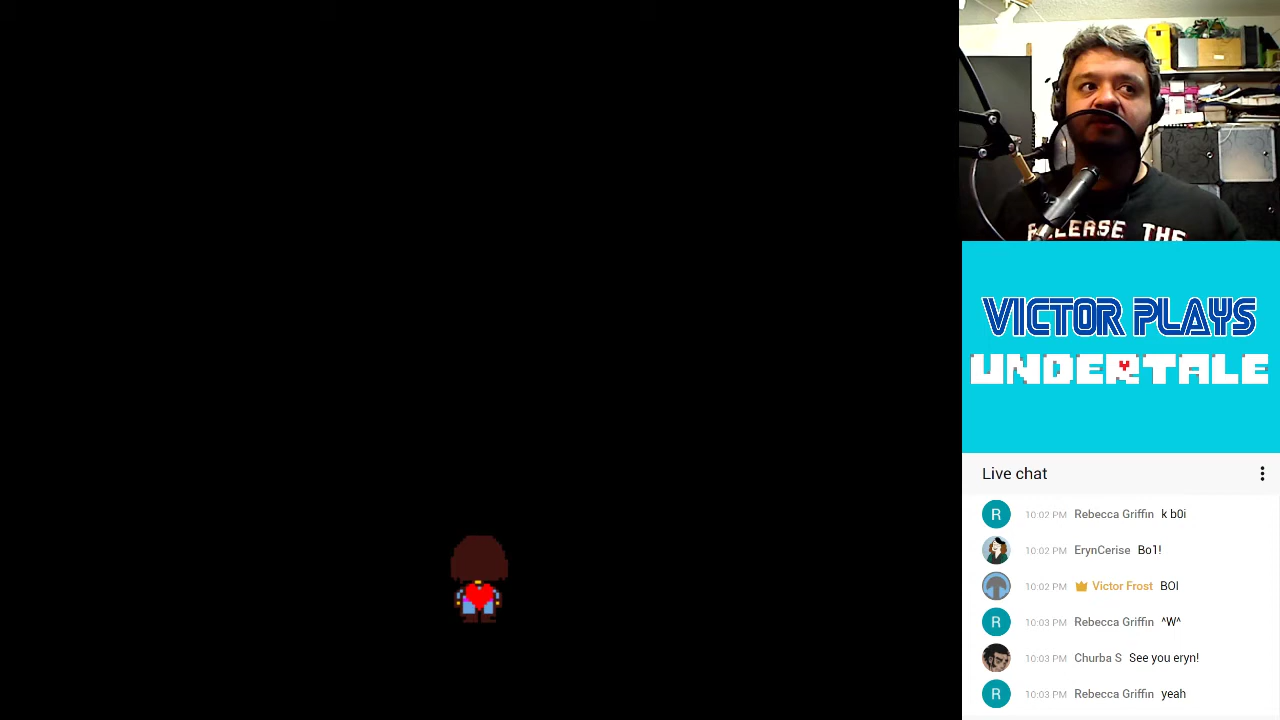 RELEASE THE
VICTOR PLAYS
UNDERTALE
Live chat
10:02 PM Rebecca Griffin k b0i
10:02 PM ErynCerise Bo1!
10:02 PM Victor Frost BOI
10:03 PM Rebecca Griffin ^W^
10:03 PM Churba S See you eryn!
10:03 PM Rebecca Griffin yeah
R
R
R